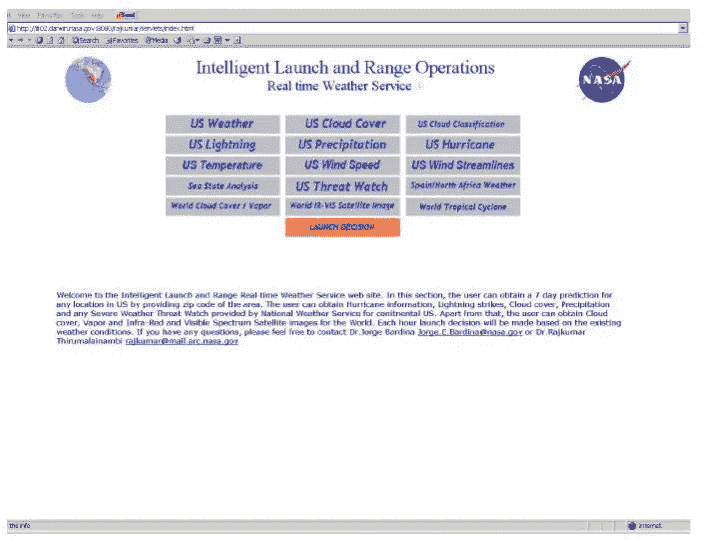 View Favorites Tools Help
http://fir02.darwin.nasa.gov:8080/rajkumar/servlets/index.html
Search Favorites Media
Intelligent Launch and Range Operations
Real time Weather Service
NASA
US Weather US Cloud Cover US Cloud Classification
US Lightning US Precipitation US Hurricane
US Temperature US Wind Speed US Wind Streamlines
Sea State Analysis US Threat Watch Spain/North Africa Weather
World Cloud Cover / Vapor World IR-VIS Satellite Image World Tropical Cyclone
LAUNCH DECISION
Welcome to the Intelligent Launch and Range Real time Weather Service web site. In this section, the user can obtain a 7 day prediction for
any location in US by providing zip code of the area. The user can obtain Hurricane information, Lightning strikes, Cloud cover, Precipitation
and any Severe Weather Threat Watch provided by National Weather Service for conitnental US. Apart from that, the user can obtain Cloud
cover, Vapor and Infra-Red and Visible Spectrum Satellite images for the World. Each hour launch decision will be made based on the existing
weather conditions. If you have any questions, please feel free to contact Dr.Jorge Bardina Jorge.E.Bardina@nasa.gov or Dr.Rajkumar
Thirumalainambi rajkumar@mail.arc.nasa.gov
Internet